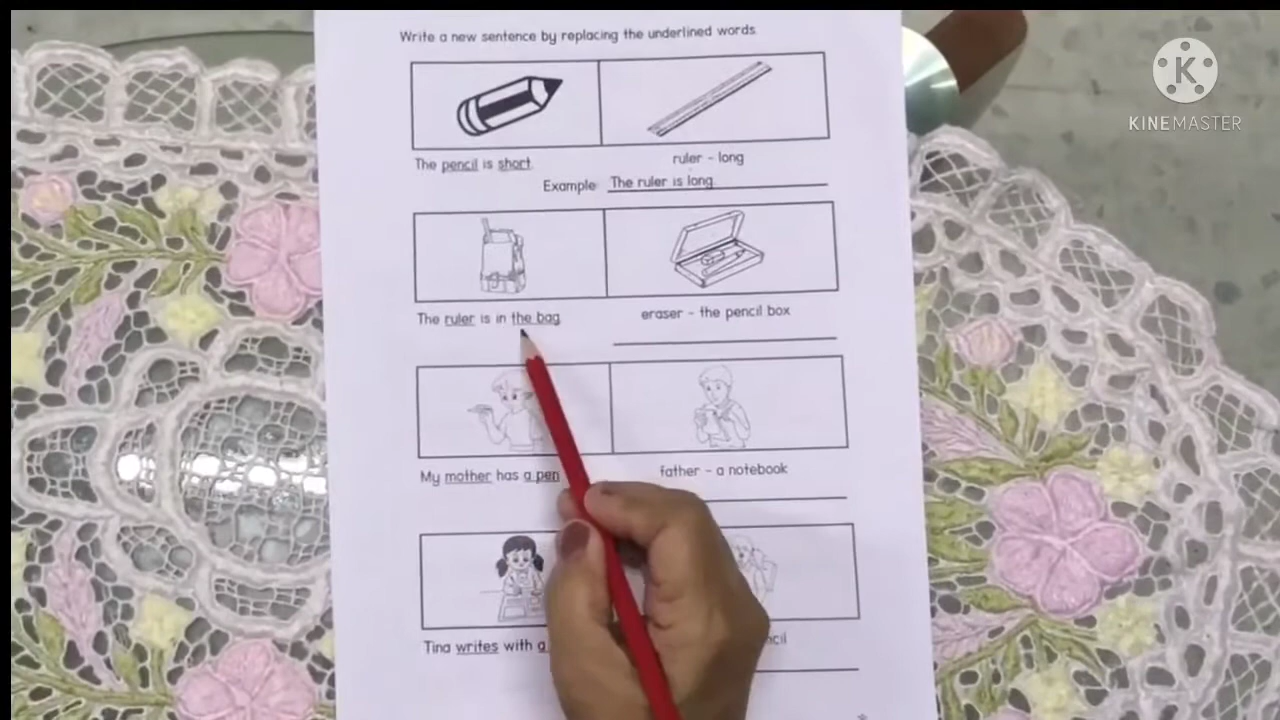 Write a new sentence by replacing the underlined words.
KINEMASTER
The pencil is short.
ruler - long
Example: The ruler is long.
The ruler is in the bag.
eraser - the pencil box
My mother has a pen
father - a notebook
Tina writes with a